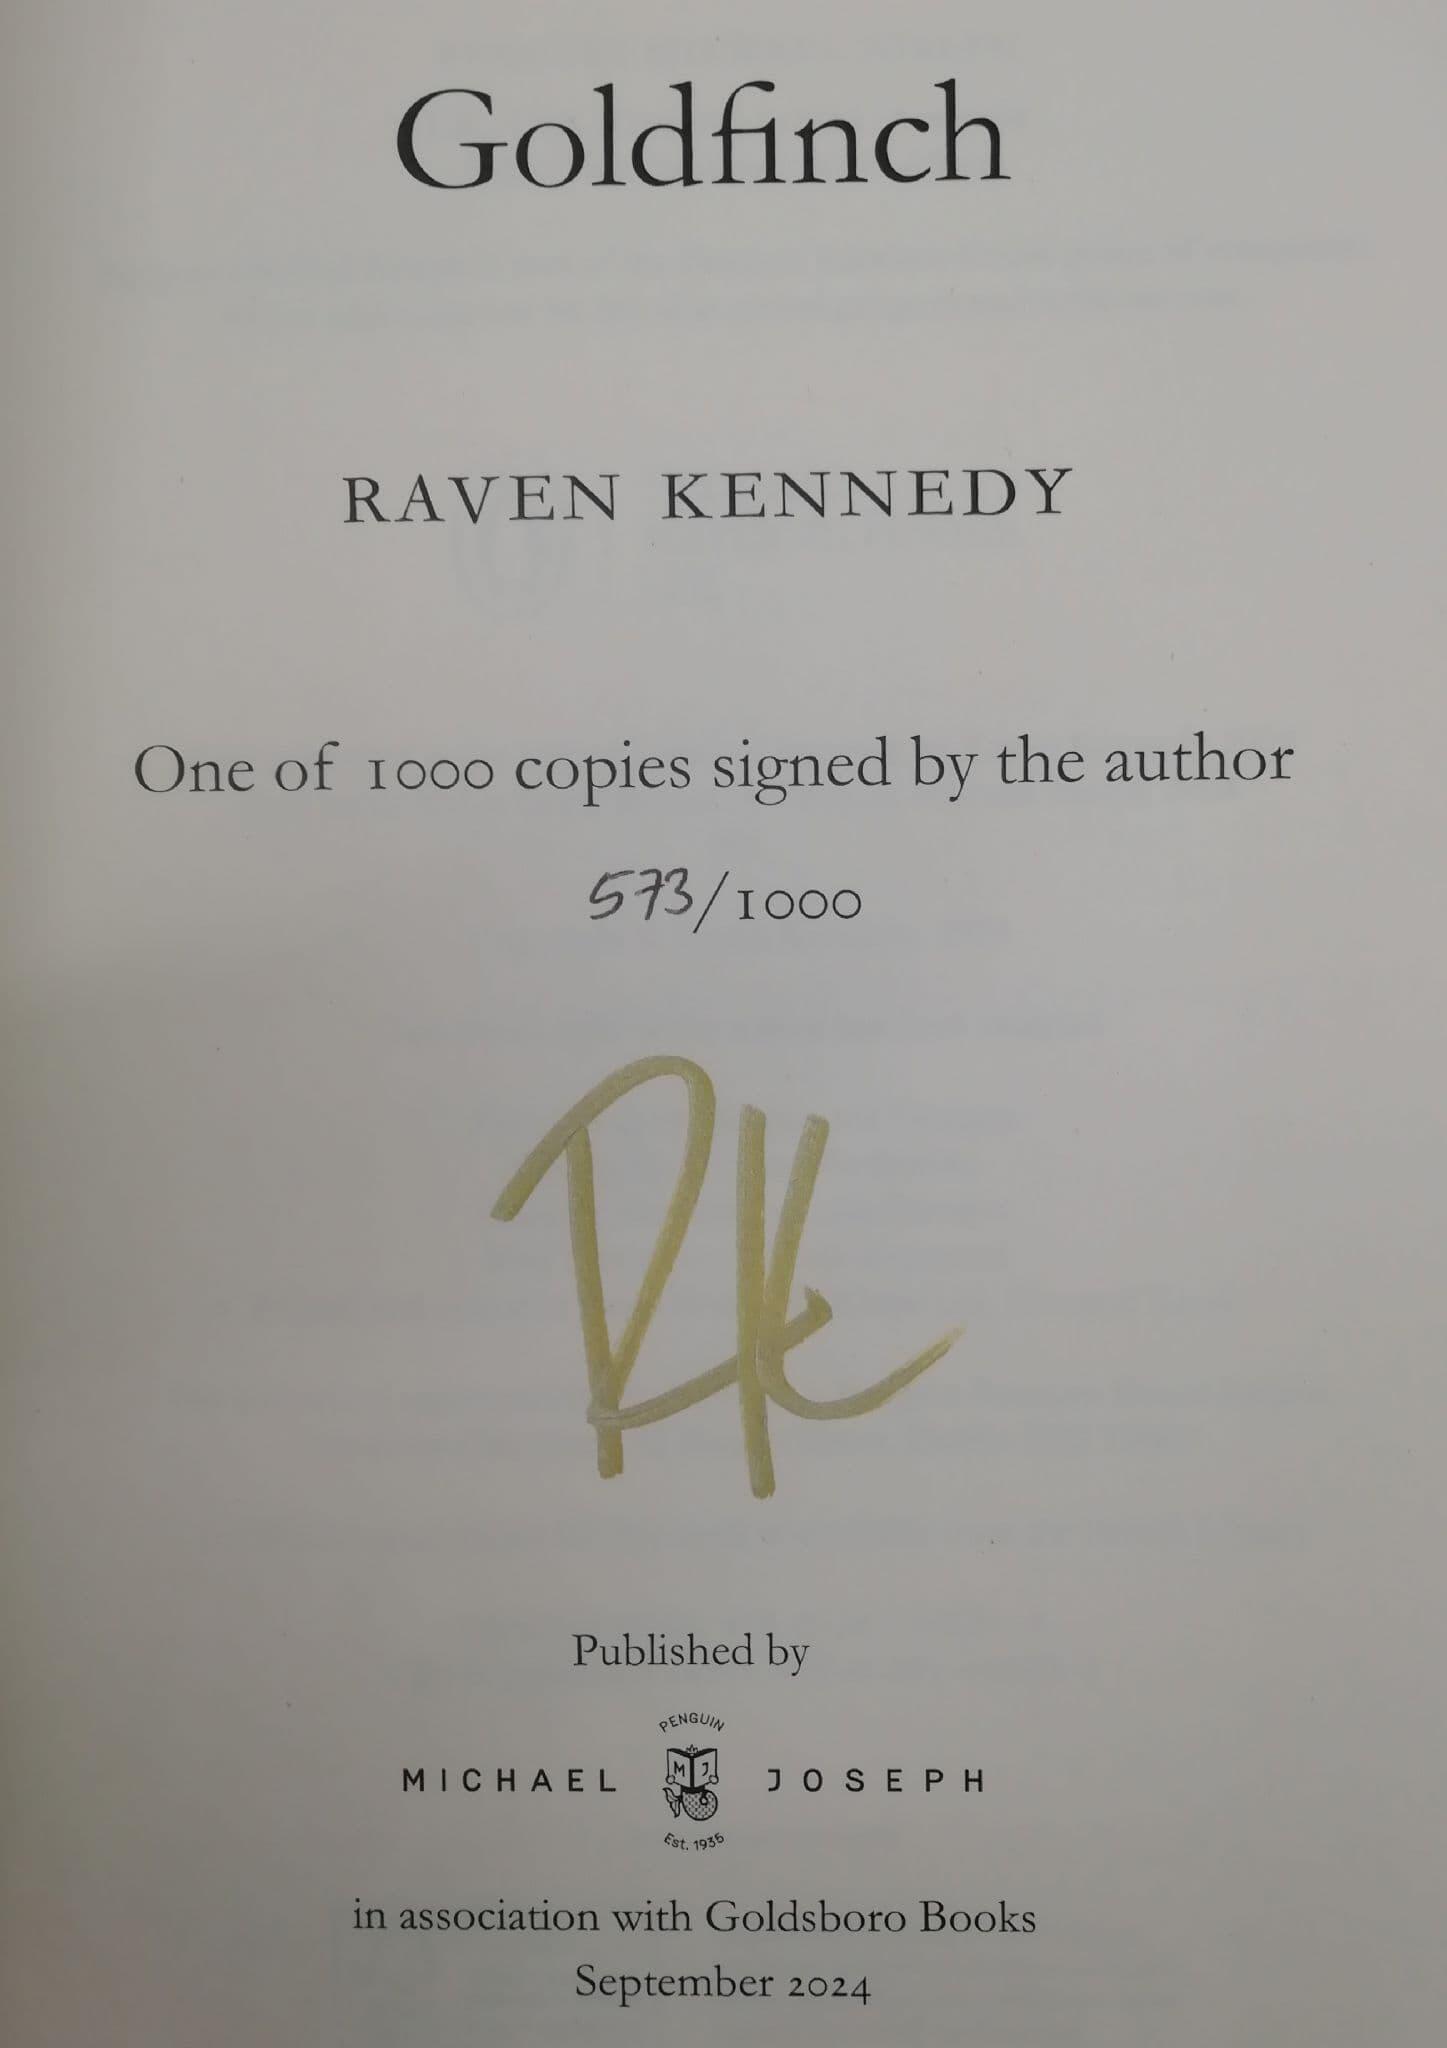 Goldfinch
RAVEN KENNEDY
One of 1000 copies signed by the author
573/1000
RK
Published by
PENGUIN
MICHAEL MJ JOSEPH
Est. 1935
in association with Goldsboro Books
September 2024